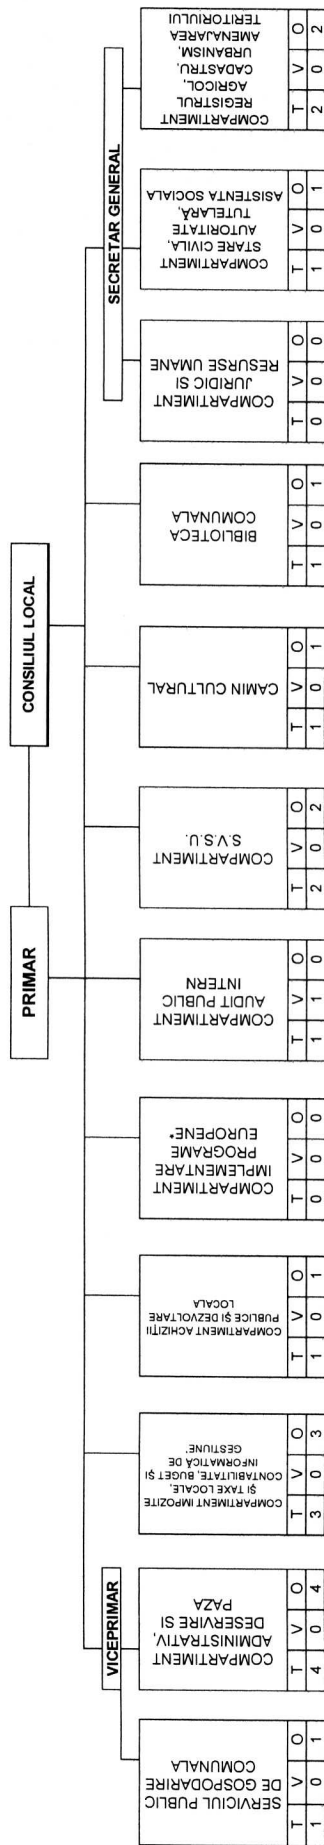 CONSILIUL LOCAL
PRIMAR
VICEPRIMAR
SECRETAR GENERAL
SERVICIUL PUBLIC
DE GOSPODARIRE
COMUNALA
T V O
1 0 1
COMPARTIMENT
ADMINISTRATIV,
DESERVIRE SI
PAZA
T V O
4 0 4
COMPARTIMENT IMPOZITE
ŞI TAXE LOCALE,
CONTABILITATE, BUGET ŞI
INFORMATICĂ DE
GESTIUNE*
T V O
3 0 3
COMPARTIMENT ACHIZIŢII
PUBLICE ŞI DEZVOLTARE
LOCALA
T V O
1 0 1
COMPARTIMENT
IMPLEMENTARE
PROGRAME
EUROPENE*
T V O
0 0 0
COMPARTIMENT
AUDIT PUBLIC
INTERN
T V O
1 1 0
COMPARTIMENT
S.V.S.U.
T V O
2 0 2
CAMIN CULTURAL
T V O
1 0 1
BIBLIOTECA
COMUNALA
T V O
1 0 1
COMPARTIMENT
JURIDIC SI
RESURSE UMANE
T V O
0 0 0
COMPARTIMENT
STARE CIVILA,
AUTORITATE
TUTELARĂ,
ASISTENTA SOCIALA
T V O
1 0 1
COMPARTIMENT
REGISTRUL
AGRICOL,
CADASTRU,
URBANISM,
AMENAJAREA
TERITORIULUI
T V O
2 0 2